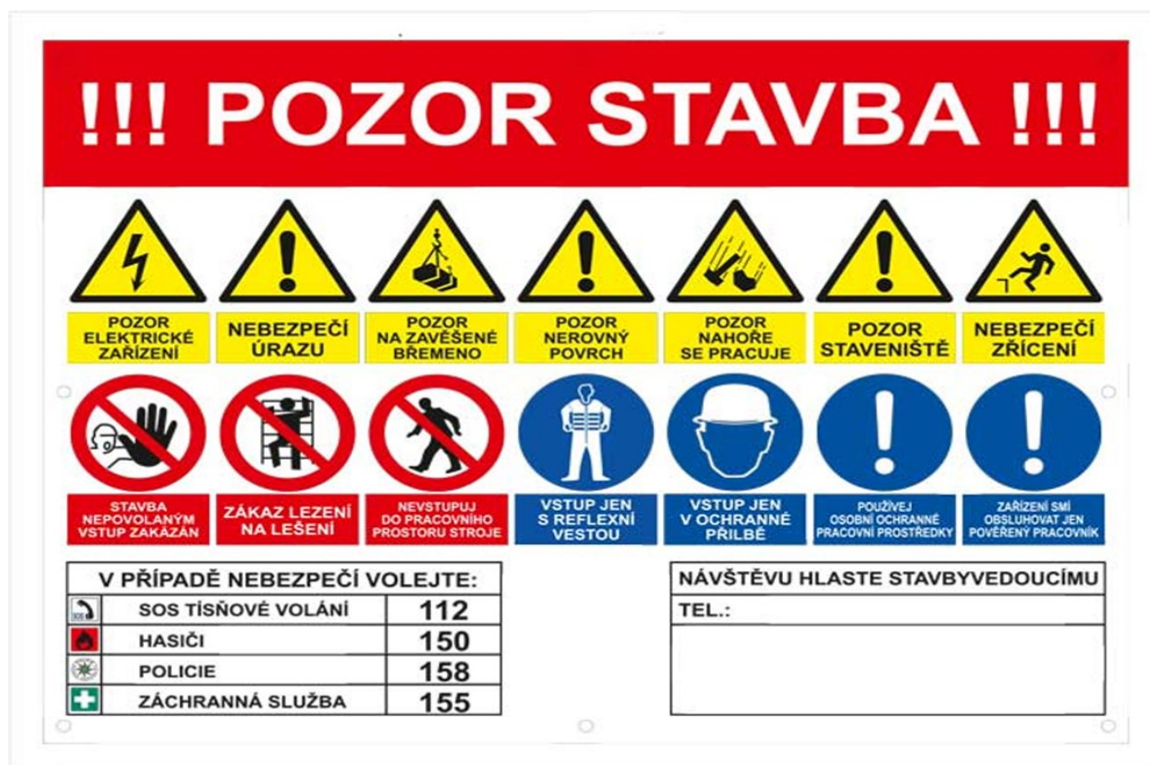 !!! POZOR STAVBA !!!
POZOR
ELEKTRICKÉ
ZAŘÍZENÍ
NEBEZPEČÍ
ÚRAZU
POZOR
NA ZAVĚŠENÉ
BŘEMENO
POZOR
NEROVNÝ
POVRCH
POZOR
NAHOŘE
SE PRACUJE
POZOR
STAVENIŠTĚ
NEBEZPEČÍ
ZŘÍCENÍ
STAVBA
NEPOVOLANÝM
VSTUP ZAKÁZÁN
ZÁKAZ LEZENÍ
NA LEŠENÍ
NEVSTUPUJ
DO PRACOVNÍHO
PROSTORU STROJE
VSTUP JEN
S REFLEXNÍ
VESTOU
VSTUP JEN
V OCHRANNÉ
PŘILBĚ
POUŽÍVEJ
OSOBNÍ OCHRANNÉ
PRACOVNÍ PROSTŘEDKY
ZAŘÍZENÍ SMÍ
OBSLUHOVAT JEN
POVĚŘENÝ PRACOVNÍK
V PŘÍPADĚ NEBEZPEČÍ VOLEJTE:
SOS
SOS TÍSŇOVÉ VOLÁNÍ 112
HASIČI 150
POLICIE 158
ZÁCHRANNÁ SLUŽBA 155
NÁVŠTĚVU HLASTE STAVBYVEDOUCÍMU
TEL.: